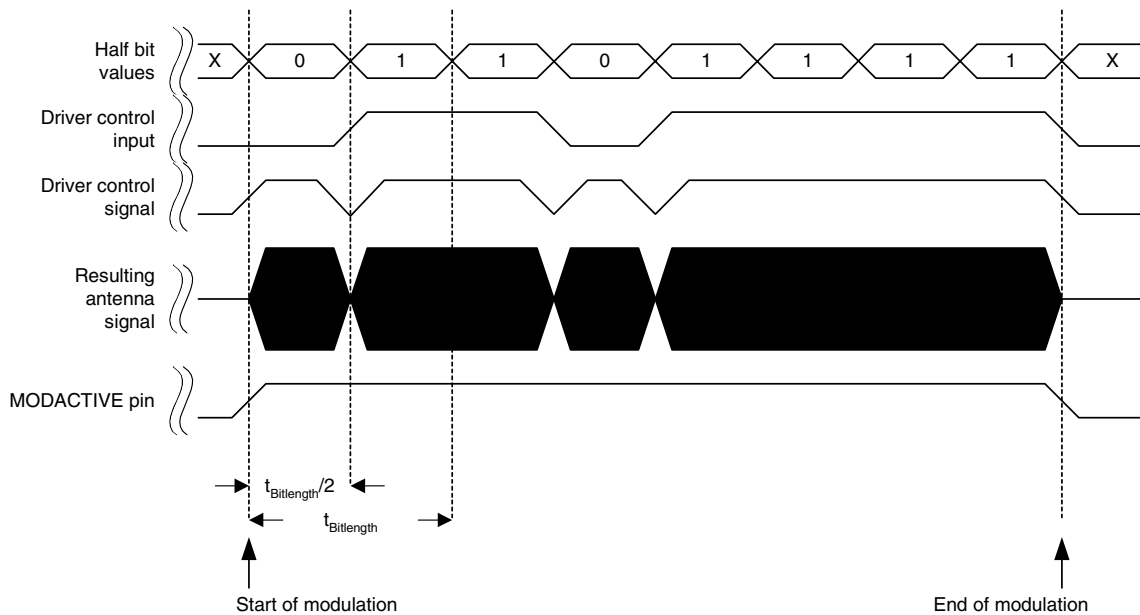 Half bit
values
X 0 1 1 0 1 1 1 1 X
Driver control
input
Driver control
signal
Resulting
antenna
signal
MODACTIVE pin
tBitlength/2
tBitlength
Start of modulation
End of modulation